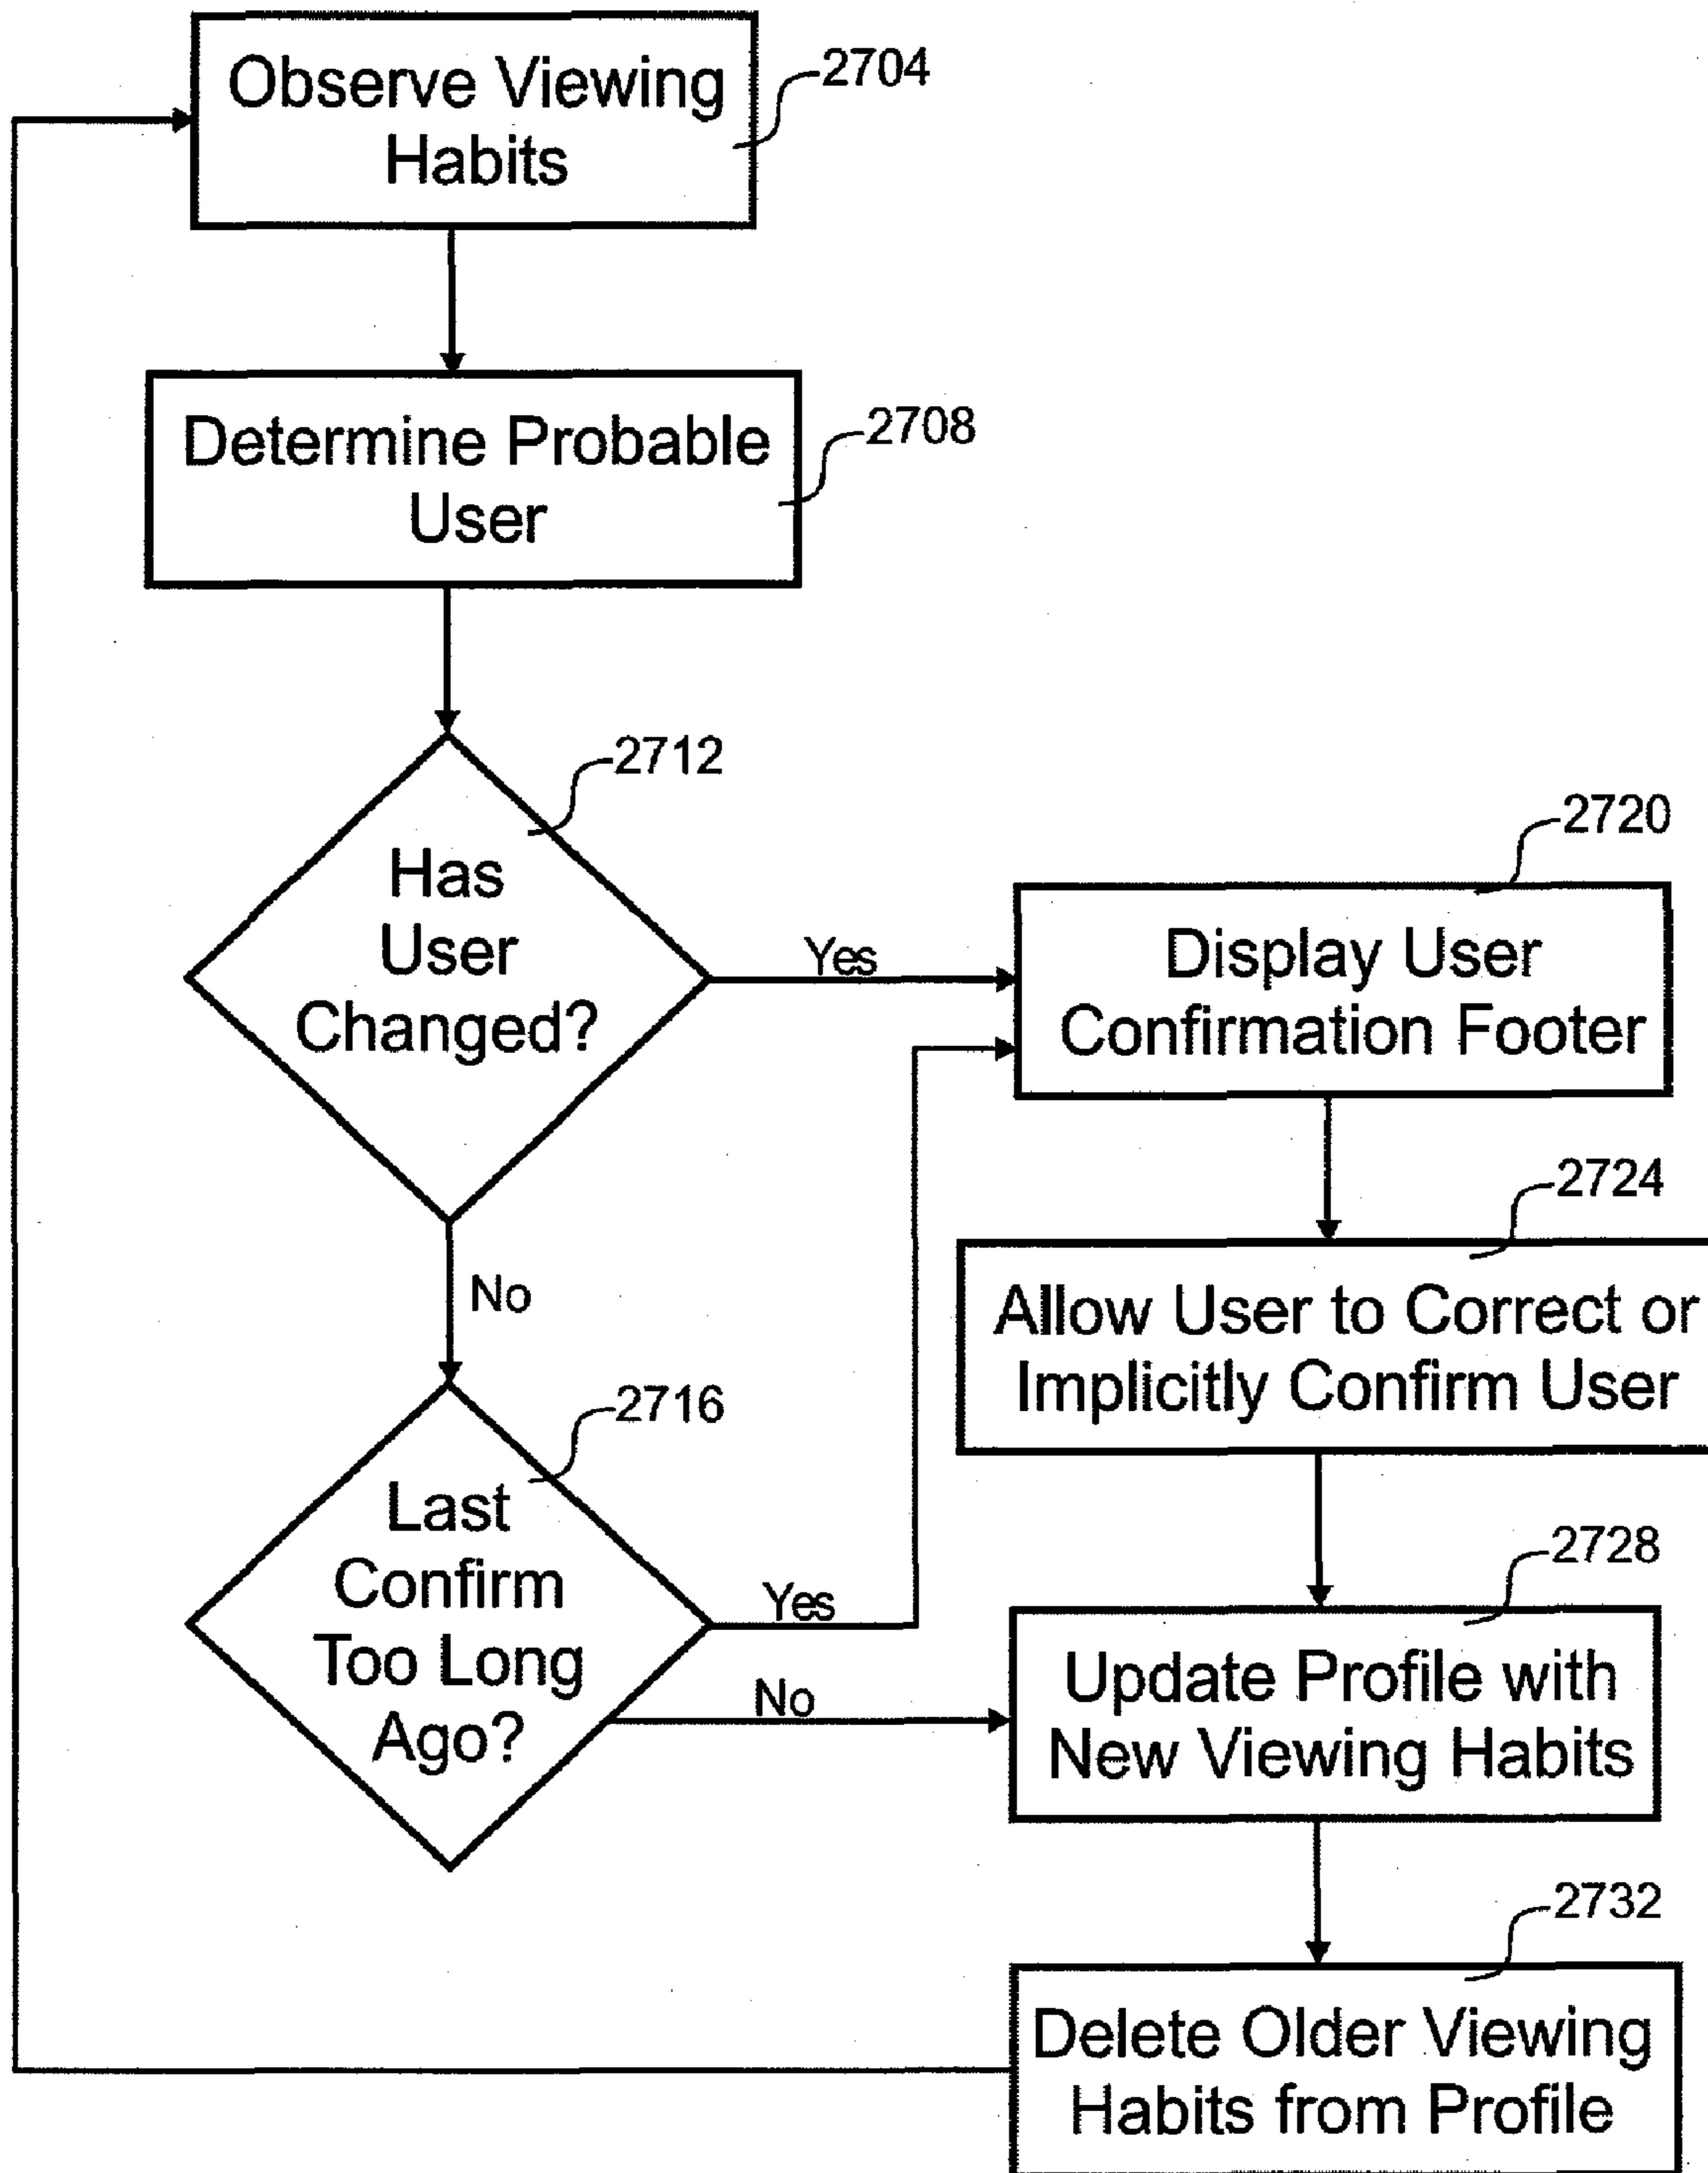 Observe Viewing
Habits
2704
Determine Probable
User
2708
2712
Has
User
Changed?
Yes
No
2720
Display User
Confirmation Footer
2724
Allow User to Correct or
Implicitly Confirm User
2716
Last
Confirm
Too Long
Ago?
Yes
No
2728
Update Profile with
New Viewing Habits
2732
Delete Older Viewing
Habits from Profile